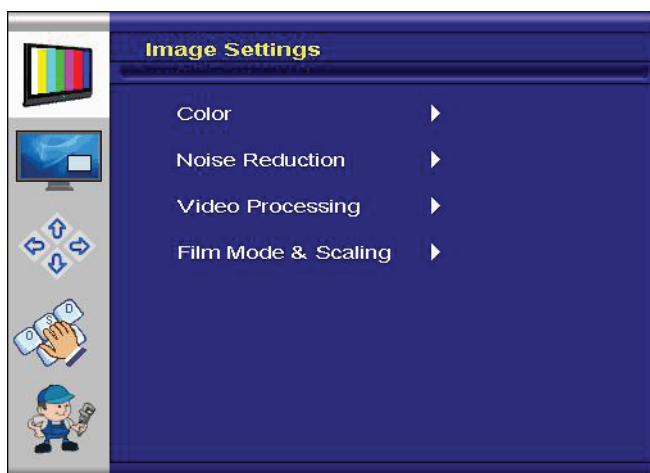 Image Settings
Color
Noise Reduction
Video Processing
Film Mode & Scaling
O S D